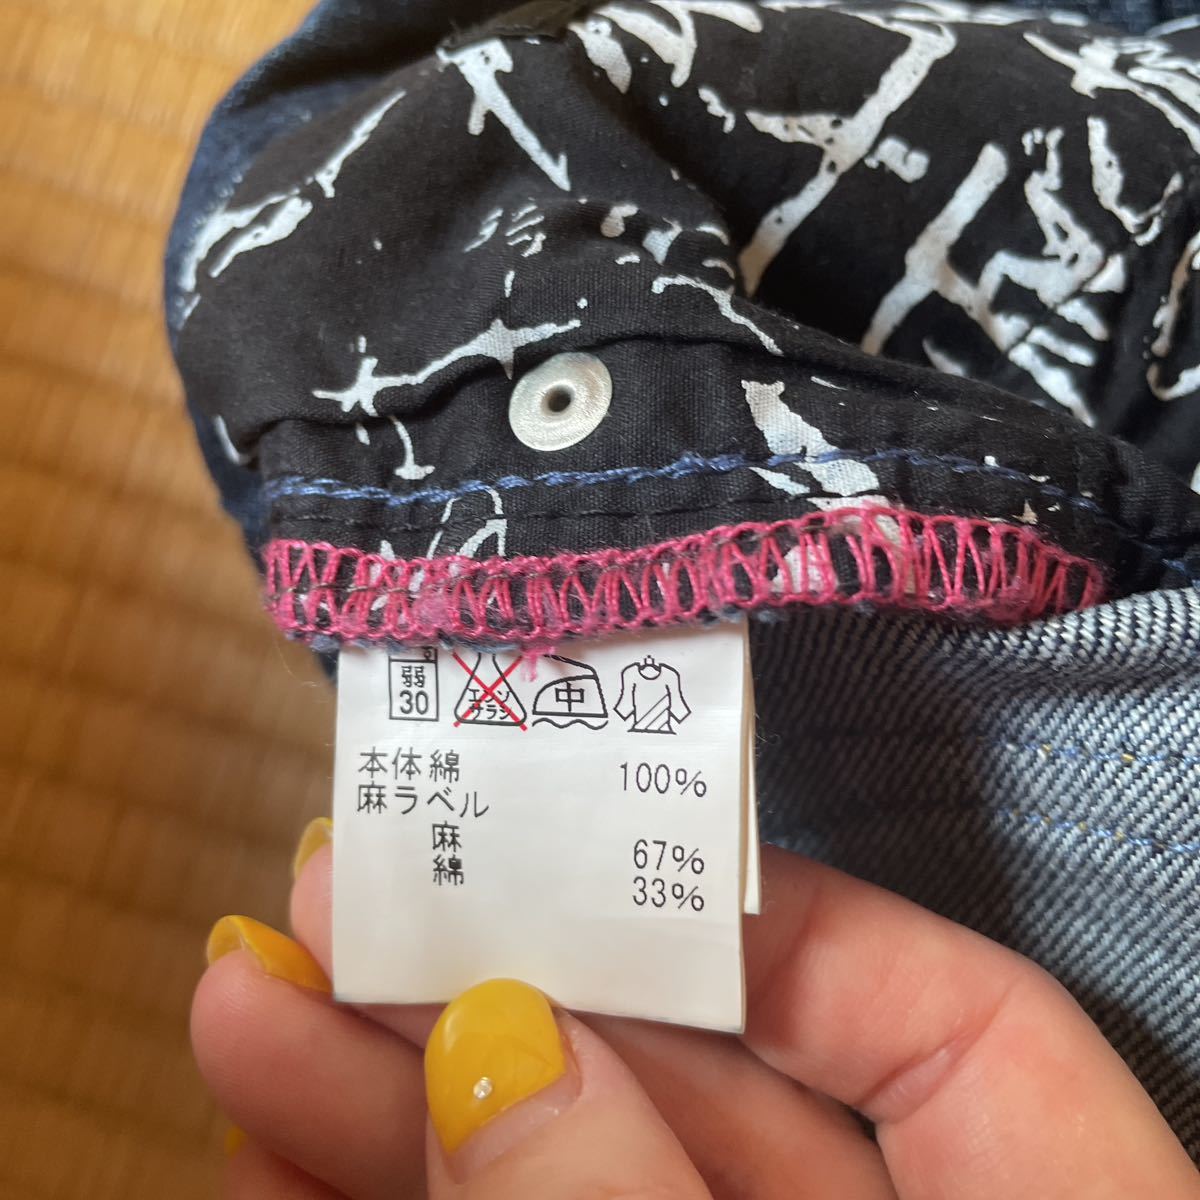 弱 エンソ 中
30 サラシ
本体 綿 100%
麻ラベル
麻 67%
綿 33%